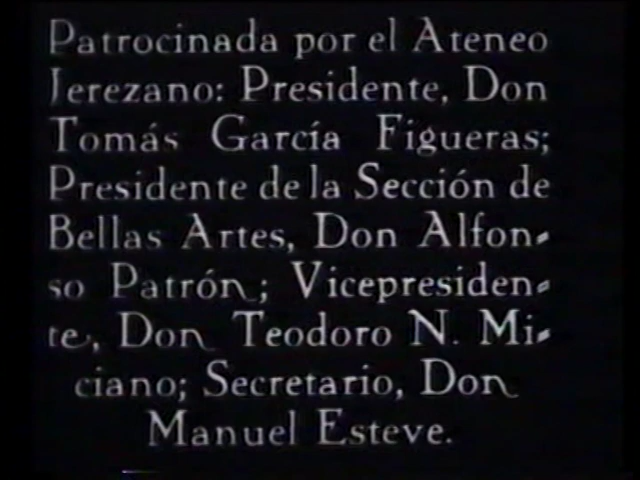 Patrocinada por el Ateneo
Jerezano: Presidente, Don
Tomás García Figueras;
Presidente de la Sección de
Bellas Artes, Don Alfon-
so Patrón; Vicepresiden-
te, Don Teodoro N. Mi-
ciano; Secretario, Don
Manuel Esteve.